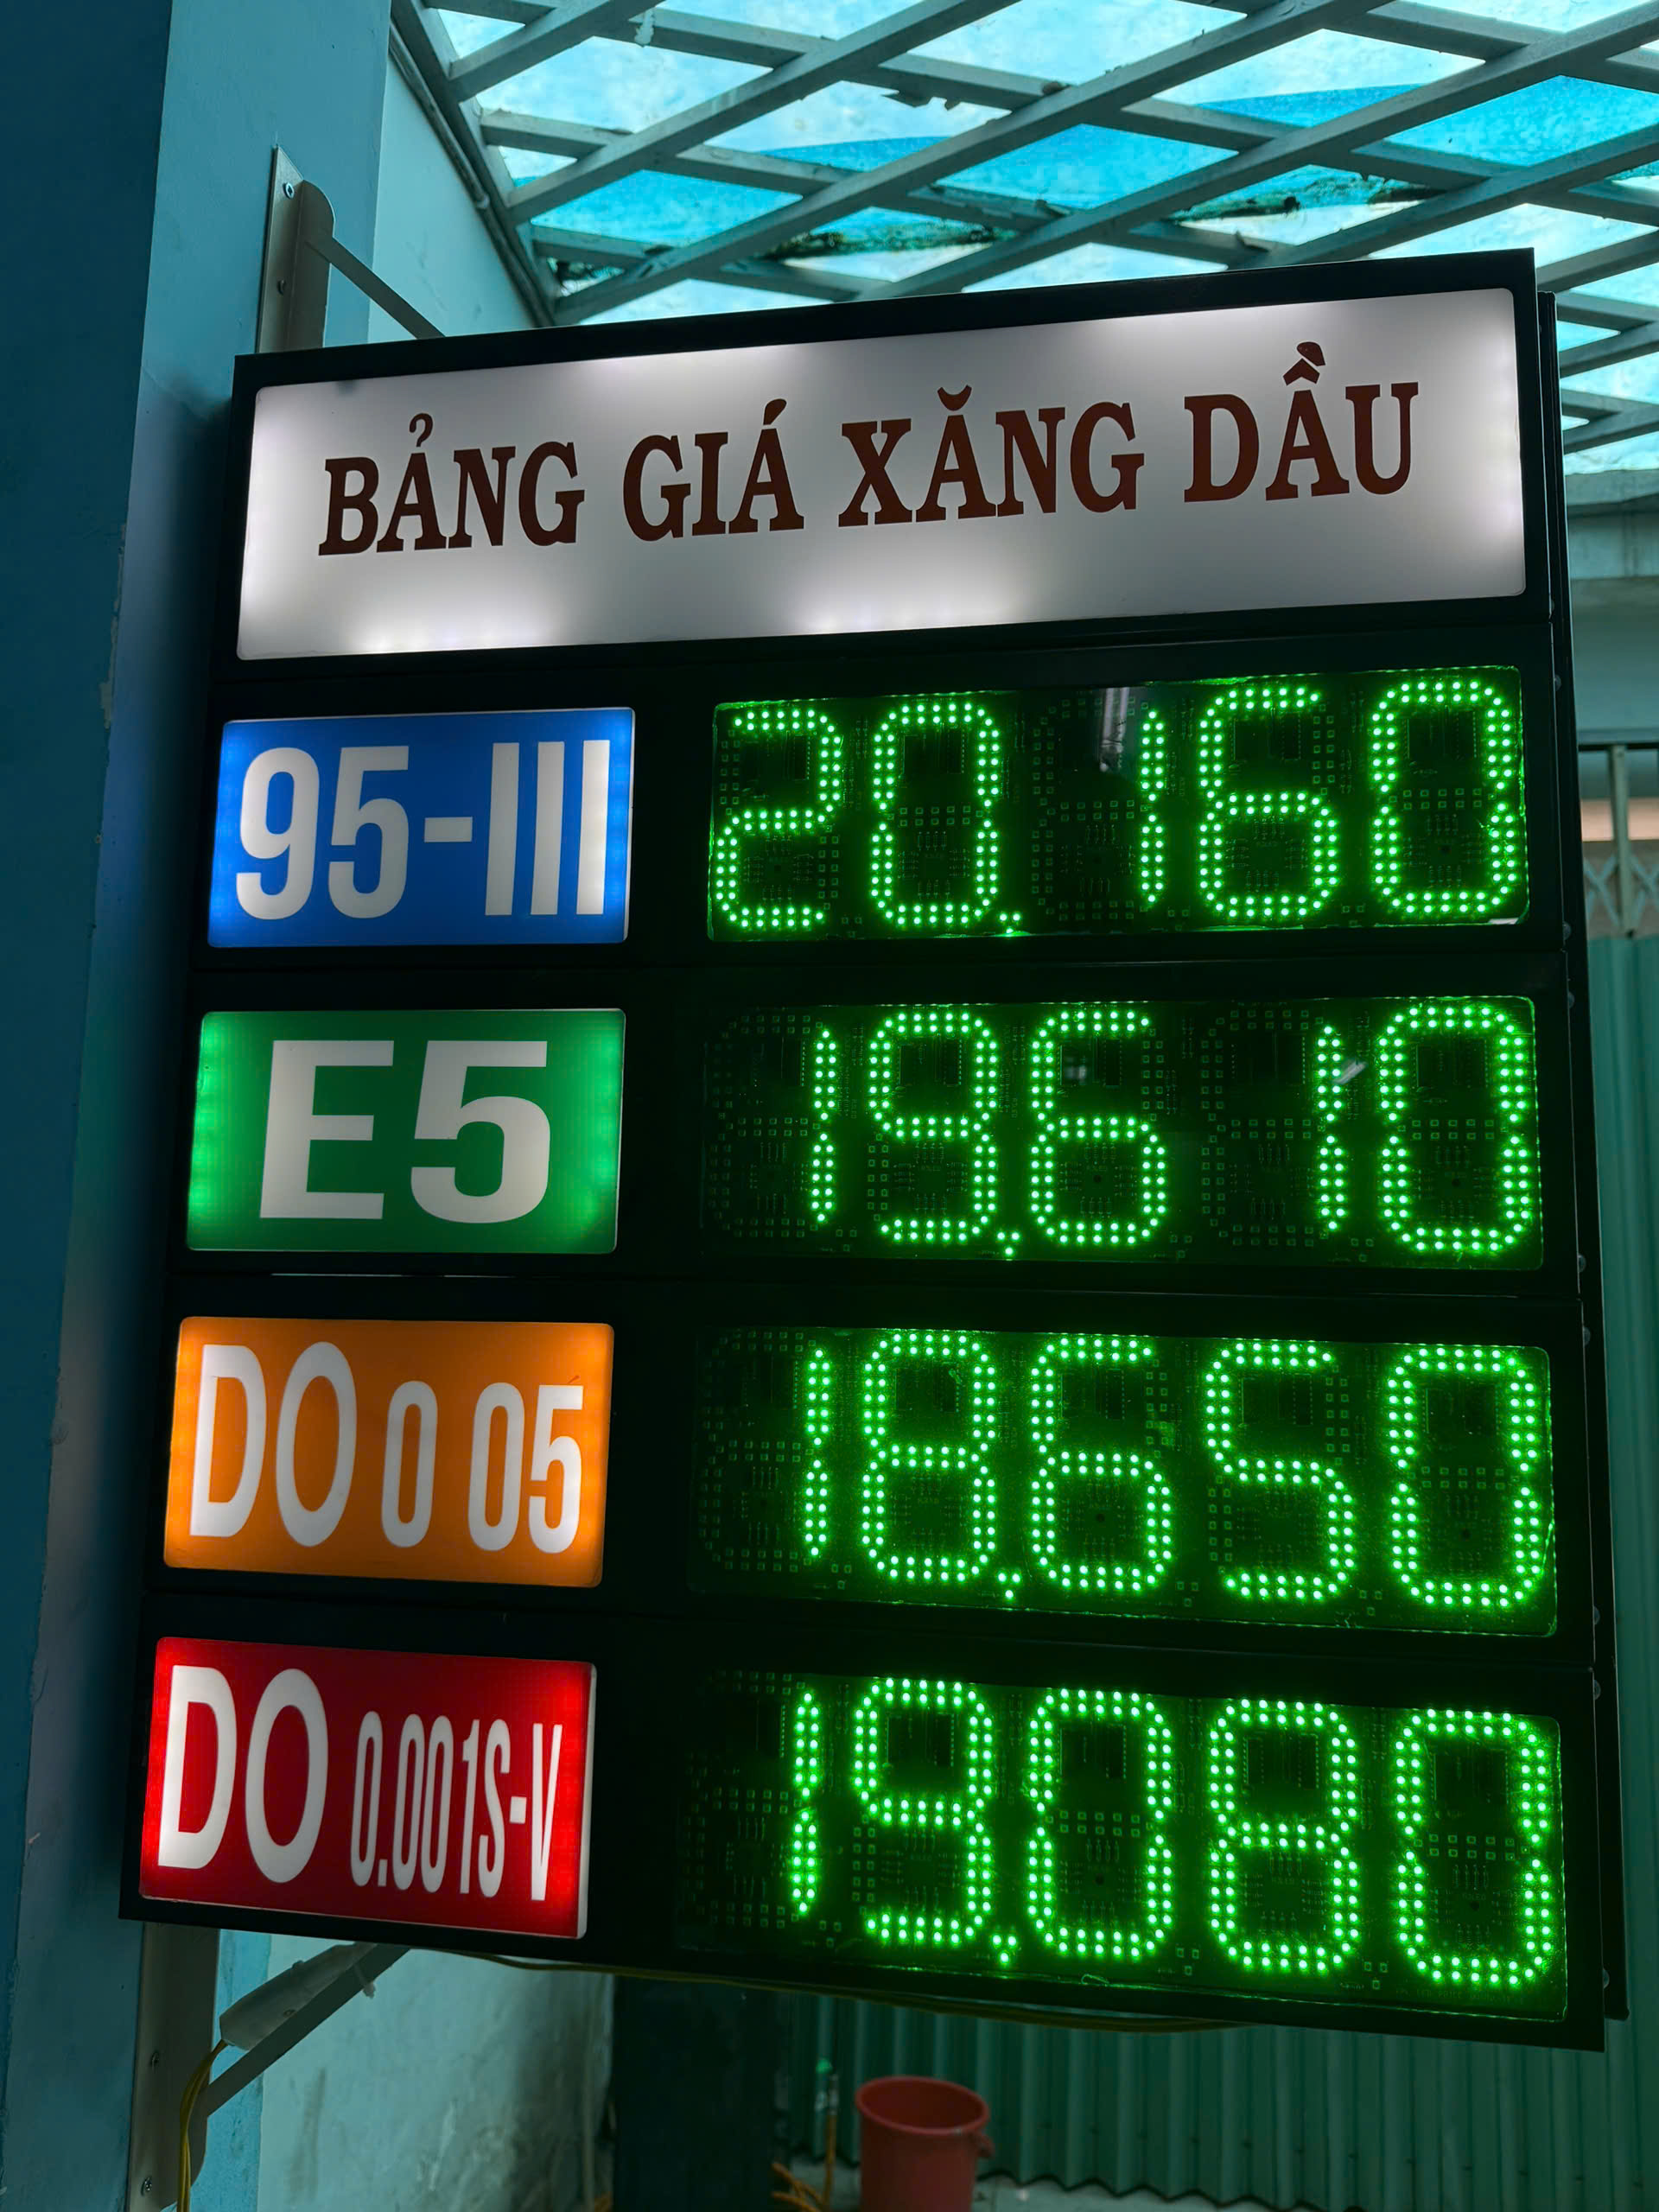 BẢNG GIÁ XĂNG DẦU
95-III 20.160
E5 19.610
DO 0 05 18.650
DO 0.001S-V 19.080